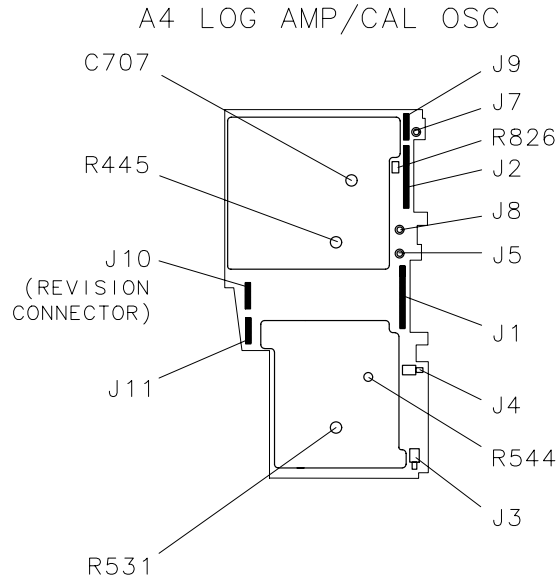 A4 LOG AMP/CAL OSC
C707
J9
J7
R826
J2
R445
J8
J10
(REVISION
CONNECTOR)
J5
J1
J11
J4
R544
J3
R531